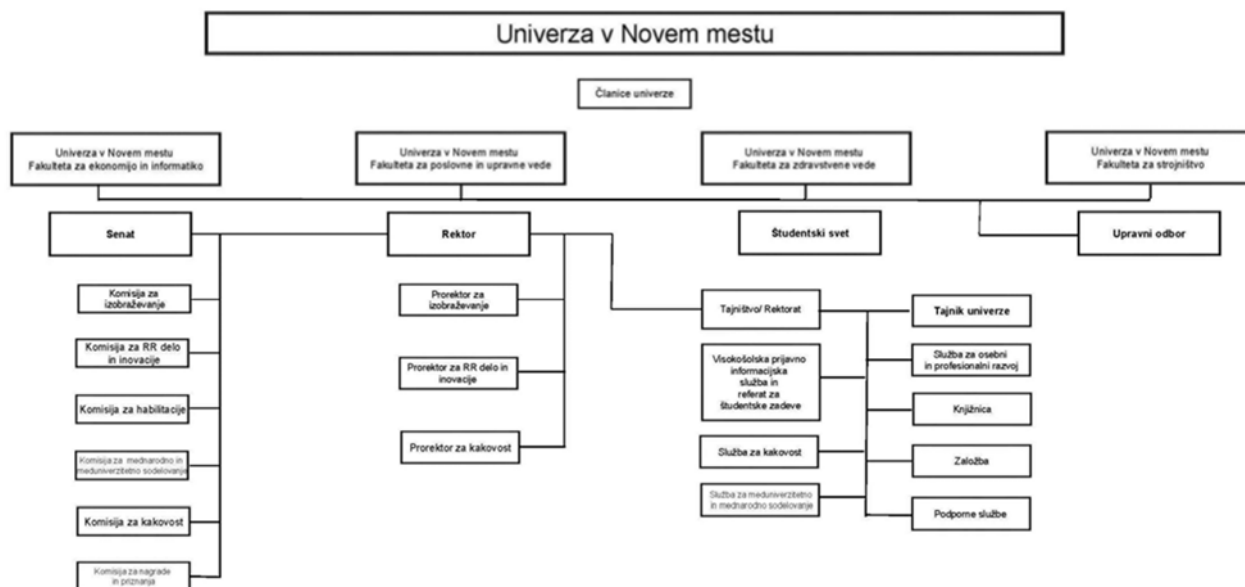 Univerza v Novem mestu
Članice univerze
Univerza v Novem mestu
Fakulteta za ekonomijo in informatiko
Univerza v Novem mestu
Fakulteta za poslovne in upravne vede
Univerza v Novem mestu
Fakulteta za zdravstvene vede
Univerza v Novem mestu
Fakulteta za strojništvo
Senat
Rektor
Študentski svet
Upravni odbor
Komisija za
izobraževanje
Komisija za RR delo
in inovacije
Komisija za habilitacije
Komisija za mednarodno in
meduniverzitetno sodelovanje
Komisija za kakovost
Komisija za nagrade
in priznanja
Prorektor za
izobraževanje
Prorektor za RR delo in
inovacije
Prorektor za kakovost
Tajništvo/ Rektorat
Visokošolska prijavno
informacijska
služba in
referat za
študentske zadeve
Služba za kakovost
Služba za meduniverzitetno
in mednarodno sodelovanje
Tajnik univerze
Služba za osebni
in profesionalni razvoj
Knjižnica
Založba
Podporne službe